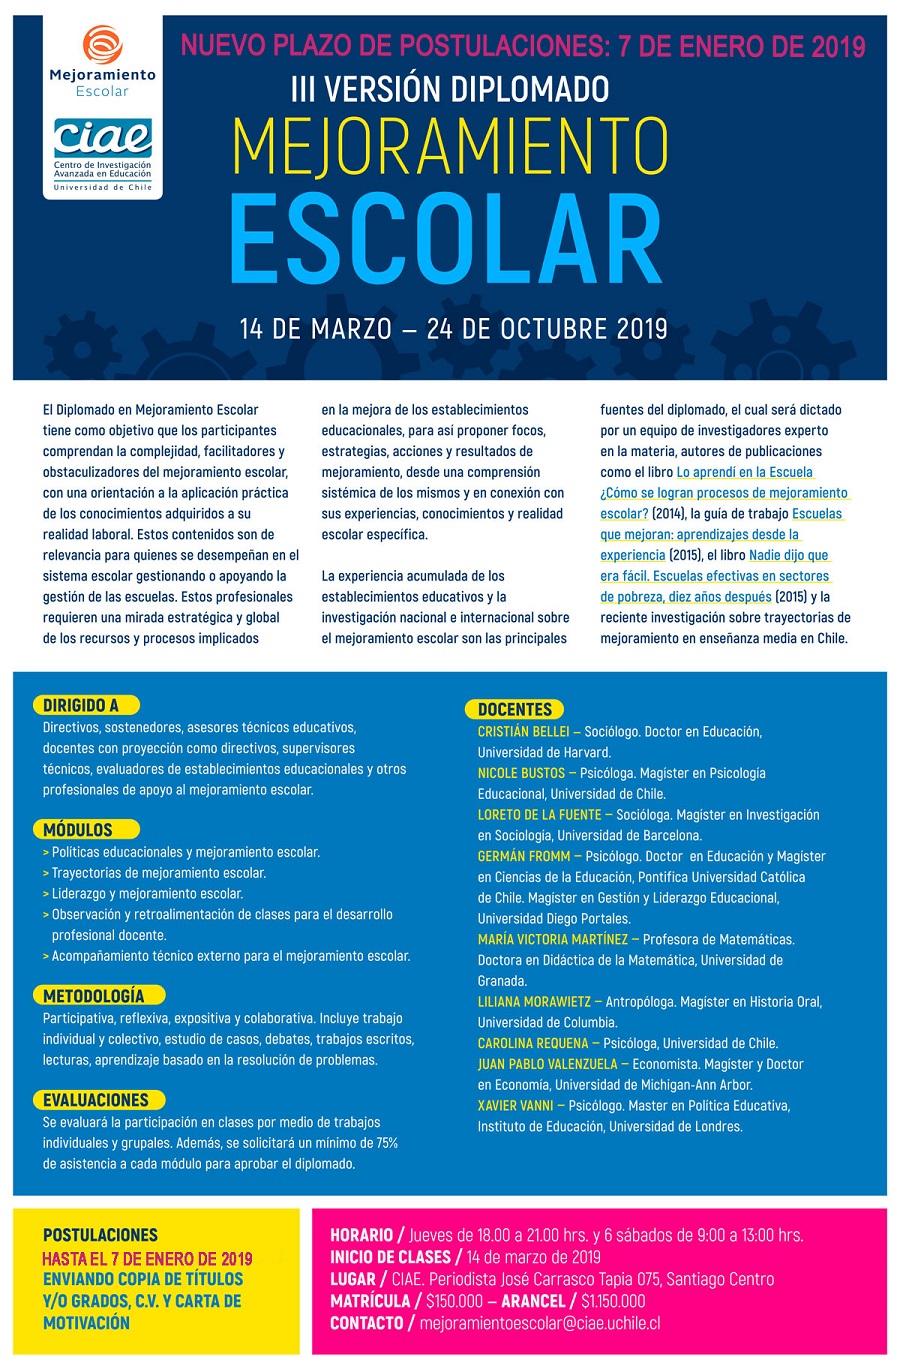 Mejoramiento
Escolar
ciae
Centro de Investigación
Avanzada en Educación
Universidad de Chile
NUEVO PLAZO DE POSTULACIONES: 7 DE ENERO DE 2019
III VERSIÓN DIPLOMADO
MEJORAMIENTO
ESCOLAR
14 DE MARZO – 24 DE OCTUBRE 2019
El Diplomado en Mejoramiento Escolar
tiene como objetivo que los participantes
comprendan la complejidad, facilitadores y
obstaculizadores del mejoramiento escolar,
con una orientación a la aplicación práctica
de los conocimientos adquiridos a su
realidad laboral. Estos contenidos son de
relevancia para quienes se desempeñan en el
sistema escolar gestionando o apoyando la
gestión de las escuelas. Estos profesionales
requieren una mirada estratégica y global
de los recursos y procesos implicados
en la mejora de los establecimientos
educacionales, para así proponer focos,
estrategias, acciones y resultados de
mejoramiento, desde una comprensión
sistémica de los mismos y en conexión con
sus experiencias, conocimientos y realidad
escolar específica.
La experiencia acumulada de los
establecimientos educativos y la
investigación nacional e internacional sobre
el mejoramiento escolar son las principales
fuentes del diplomado, el cual será dictado
por un equipo de investigadores experto
en la materia, autores de publicaciones
como el libro Lo aprendí en la Escuela
¿Cómo se logran procesos de mejoramiento
escolar? (2014), la guía de trabajo Escuelas
que mejoran: aprendizajes desde la
experiencia (2015), el libro Nadie dijo que
era fácil. Escuelas efectivas en sectores
de pobreza, diez años después (2015) y la
reciente investigación sobre trayectorias de
mejoramiento en enseñanza media en Chile.
DIRIGIDO A
Directivos, sostenedores, asesores técnicos educativos,
docentes con proyección como directivos, supervisores
técnicos, evaluadores de establecimientos educacionales y otros
profesionales de apoyo al mejoramiento escolar.
MÓDULOS
> Políticas educacionales y mejoramiento escolar.
> Trayectorias de mejoramiento escolar.
> Liderazgo y mejoramiento escolar.
> Observación y retroalimentación de clases para el desarrollo
profesional docente.
> Acompañamiento técnico externo para el mejoramiento escolar.
METODOLOGÍA
Participativa, reflexiva, expositiva y colaborativa. Incluye trabajo
individual y colectivo, estudio de casos, debates, trabajos escritos,
lecturas, aprendizaje basado en la resolución de problemas.
EVALUACIONES
Se evaluará la participación en clases por medio de trabajos
individuales y grupales. Además, se solicitará un mínimo de 75%
de asistencia a cada módulo para aprobar el diplomado.
DOCENTES
CRISTIÁN BELLEI – Sociólogo. Doctor en Educación,
Universidad de Harvard.
NICOLE BUSTOS – Psicóloga. Magíster en Psicología
Educacional, Universidad de Chile.
LORETO DE LA FUENTE – Socióloga. Magíster en Investigación
en Sociología, Universidad de Barcelona.
GERMÁN FROMM – Psicólogo. Doctor en Educación y Magíster
en Ciencias de la Educación, Pontifica Universidad Católica
de Chile. Magíster en Gestión y Liderazgo Educacional,
Universidad Diego Portales.
MARÍA VICTORIA MARTÍNEZ – Profesora de Matemáticas.
Doctora en Didáctica de la Matemática, Universidad de
Granada.
LILIANA MORAWIETZ – Antropóloga. Magíster en Historia Oral,
Universidad de Columbia.
CAROLINA REQUENA – Psicóloga, Universidad de Chile.
JUAN PABLO VALENZUELA – Economista. Magíster y Doctor
en Economía, Universidad de Michigan-Ann Arbor.
XAVIER VANNI – Psicólogo. Master en Política Educativa,
Instituto de Educación, Universidad de Londres.
POSTULACIONES
HASTA EL 7 DE ENERO DE 2019
ENVIANDO COPIA DE TÍTULOS
Y/O GRADOS, C.V. Y CARTA DE
MOTIVACIÓN
HORARIO / Jueves de 18.00 a 21.00 hrs. y 6 sábados de 9:00 a 13:00 hrs.
INICIO DE CLASES / 14 de marzo de 2019
LUGAR / CIAE. Periodista José Carrasco Tapia 075, Santiago Centro
MATRÍCULA / $150.000 – ARANCEL / $1.150.000
CONTACTO / mejoramientoescolar@ciae.uchile.cl